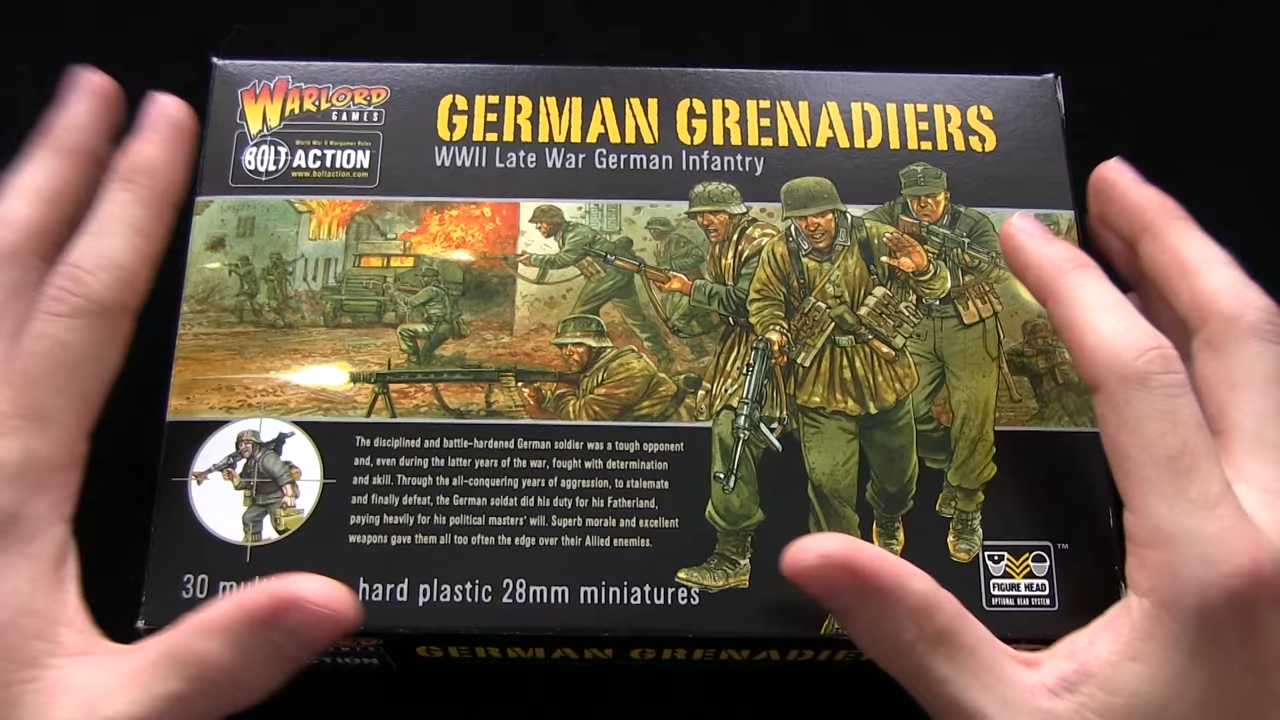 WARLORD
GAMES
World War II Wargames Rules
BOLT ACTION
www.boltaction.com
GERMAN GRENADIERS
WWII Late War German Infantry
The disciplined and battle-hardened German soldier was a tough opponent
and, even during the latter years of the war, fought with determination
and skill. Through the all-conquering years of aggression, to stalemate
and finally defeat, the German soldat did his duty for his Fatherland,
paying heavily for his political masters' will. Superb morale and excellent
weapons gave them all too often the edge over their Allied enemies.
30 hard plastic 28mm miniatures
TM
FIGURE HEAD
OPTIONAL HEAD SYSTEM
WARLORD
GERMAN